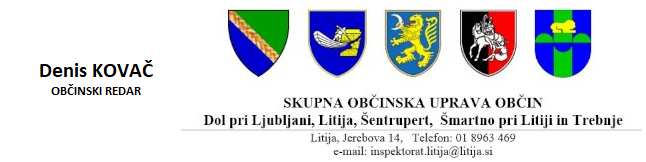 Denis KOVAČ
OBČINSKI REDAR
SKUPNA OBČINSKA UPRAVA OBČIN
Dol pri Ljubljani, Litija, Šentrupert, Šmartno pri Litiji in Trebnje
Litija, Jerebova 14, Telefon: 01 8963 469
e-mail: inspektorat.litija@litija.si